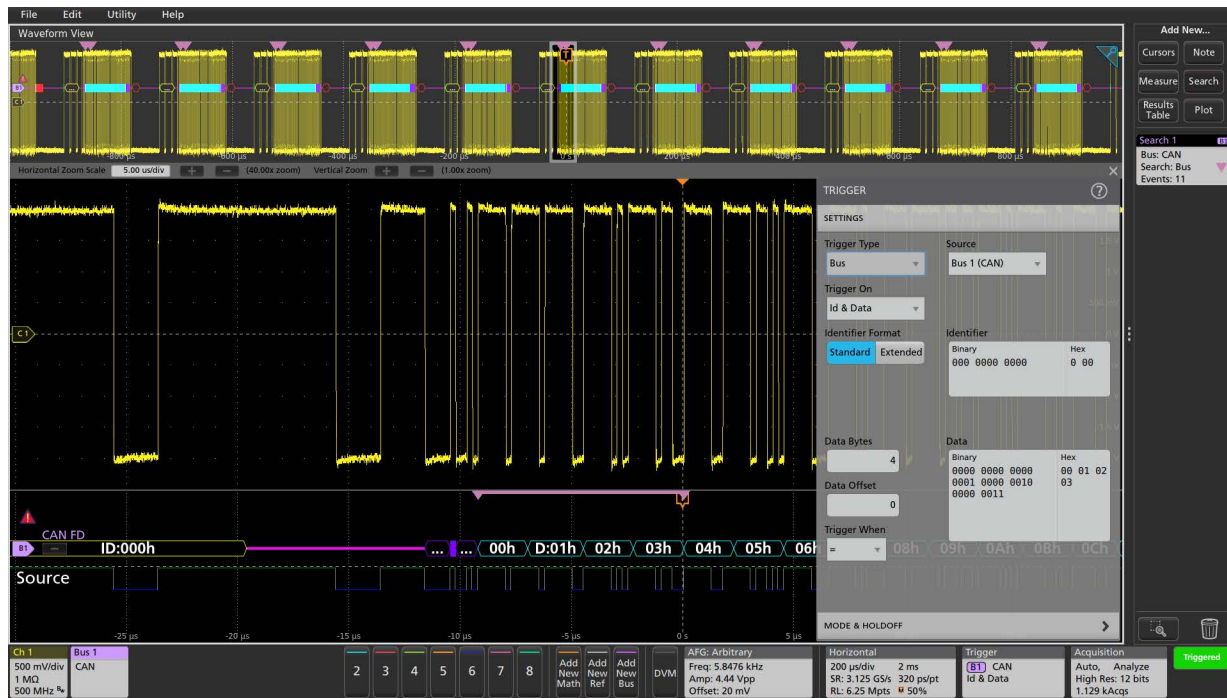 File Edit Utility Help
Waveform View
Add New...
Cursors Note
Measure Search
Results Table Plot
Search 1 B1
Bus: CAN
Search: Bus
Events: 11
T
B1
C1
-800 µs -600 µs -400 µs -200 µs 0 s 200 µs 400 µs 600 µs 800 µs
Horizontal Zoom Scale 5.00 us/div + − (40.00x zoom) Vertical Zoom + − (1.00x zoom)
TRIGGER ?
SETTINGS
Trigger Type Source
Bus Bus 1 (CAN)
Trigger On
Id & Data
C1
Identifier Format Identifier
Standard Extended
Binary Hex
000 0000 0000 0 00
Data Bytes Data
4
Binary Hex
0000 0000 0000 00 01 02
0001 0000 0010 03
0000 0011
Data Offset
0
Trigger When
=
CAN FD
B1 ID:000h ... ... 00h D:01h 02h 03h 04h 05h 06h 08h 09h 0Ah 0Bh 0Ch
Source
MODE & HOLDOFF
-25 µs -20 µs -15 µs -10 µs -5 µs 0 s 5 µs
Ch 1
500 mV/div
1 MΩ
500 MHz
Bus 1
CAN
2 3 4 5 6 7 8
Add New Math
Add New Ref
Add New Bus
DVM
AFG: Arbitrary
Freq: 5.8476 kHz
Amp: 4.44 Vpp
Offset: 20 mV
Horizontal
200 µs/div 2 ms
SR: 3.125 GS/s 320 ps/pt
RL: 6.25 Mpts 50%
Trigger
B1 CAN
Id & Data
Acquisition
Auto, Analyze
High Res: 12 bits
1.129 kAcqs
Triggered